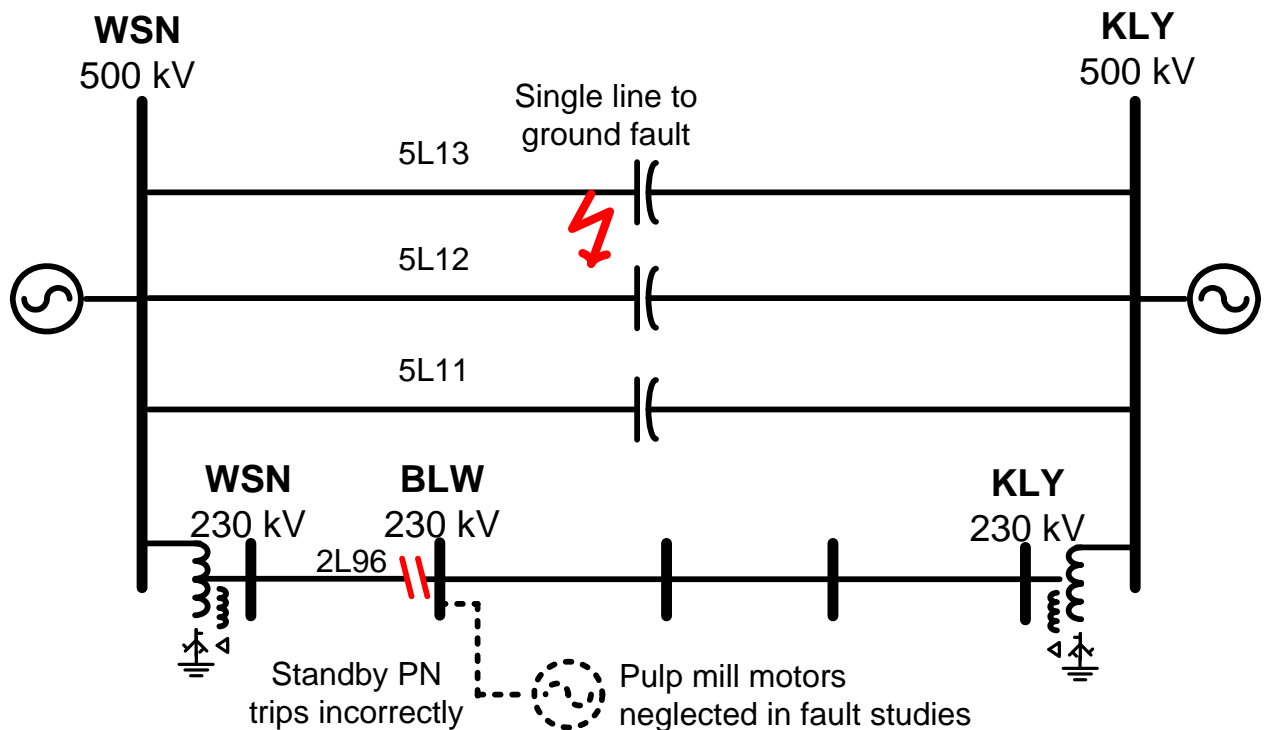 WSN
500 kV
KLY
500 kV
Single line to
ground fault
5L13
5L12
5L11
WSN
230 kV
BLW
230 kV
KLY
230 kV
2L96
Standby PN
trips incorrectly
Pulp mill motors
neglected in fault studies